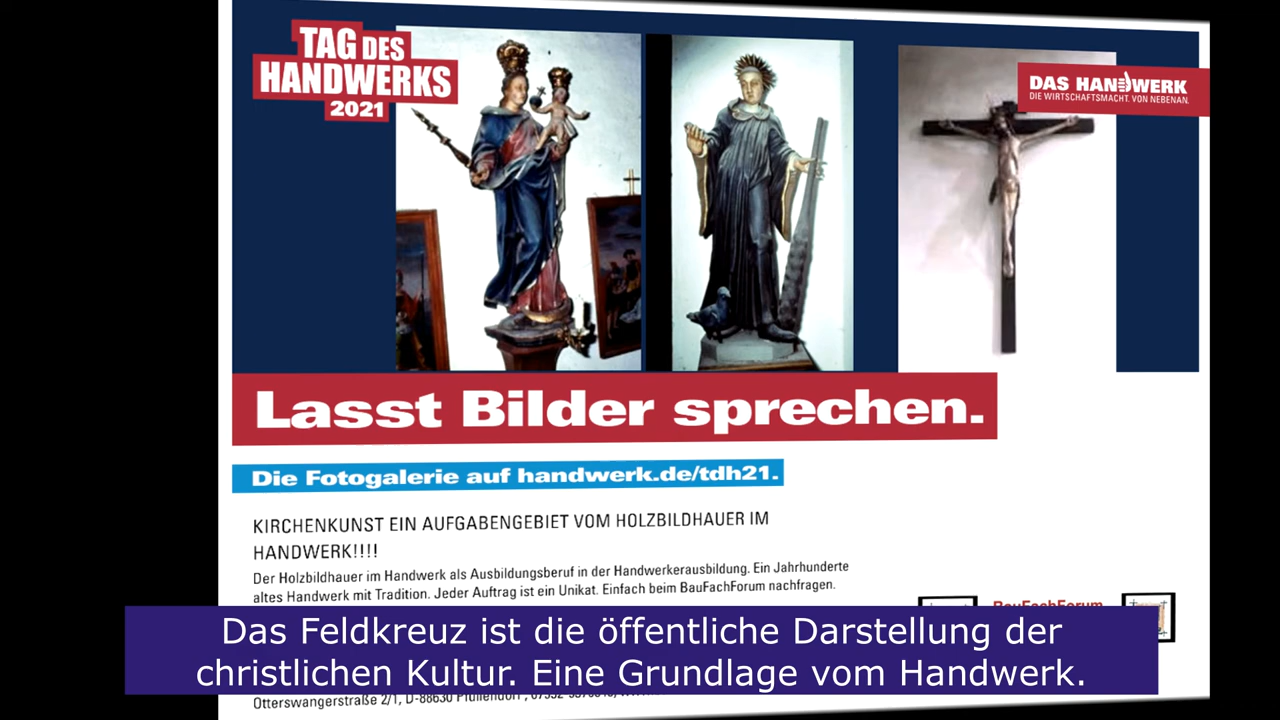 TAG DES
HANDWERKS
2021
DAS HANDWERK
DIE WIRTSCHAFTSMACHT. VON NEBENAN.
Lasst Bilder sprechen.
Die Fotogalerie auf handwerk.de/tdh21.
KIRCHENKUNST EIN AUFGABENGEBIET VOM HOLZBILDHAUER IM
HANDWERK!!!!
Der Holzbildhauer im Handwerk als Ausbildungsberuf in der Handwerkerausbildung. Ein Jahrhunderte
altes Handwerk mit Tradition. Jeder Auftrag ist ein Unikat. Einfach beim BauFachForum nachfragen.
BauFachForum
Das Feldkreuz ist die öffentliche Darstellung der
christlichen Kultur. Eine Grundlage vom Handwerk.
Otterswangerstraße 2/1, D-88630 Pfullendorf,